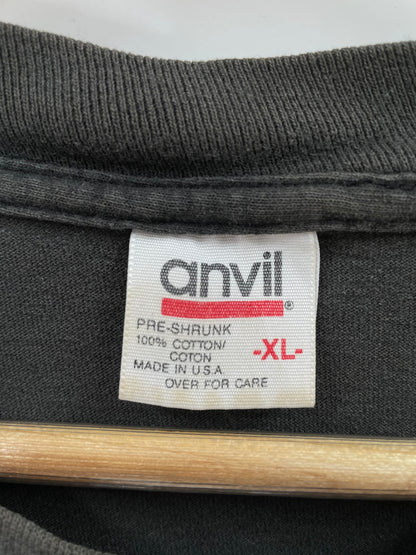 anvil
®
PRE-SHRUNK
100% COTTON/
COTON
-XL-
MADE IN U.S.A.
OVER FOR CARE